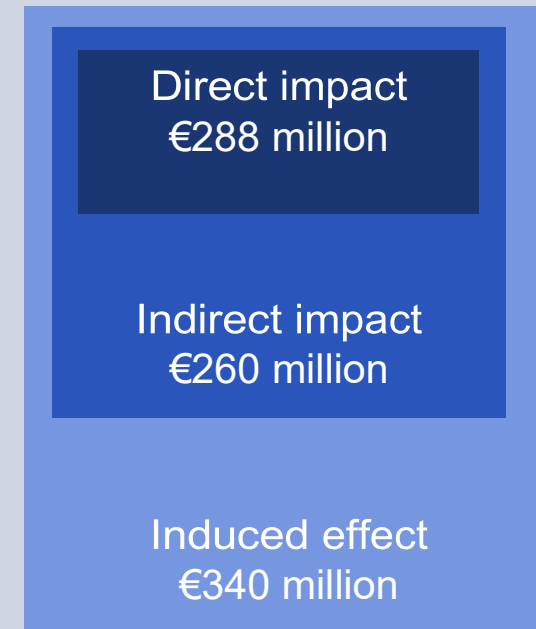 Direct impact
€288 million
Indirect impact
€260 million
Induced effect
€340 million